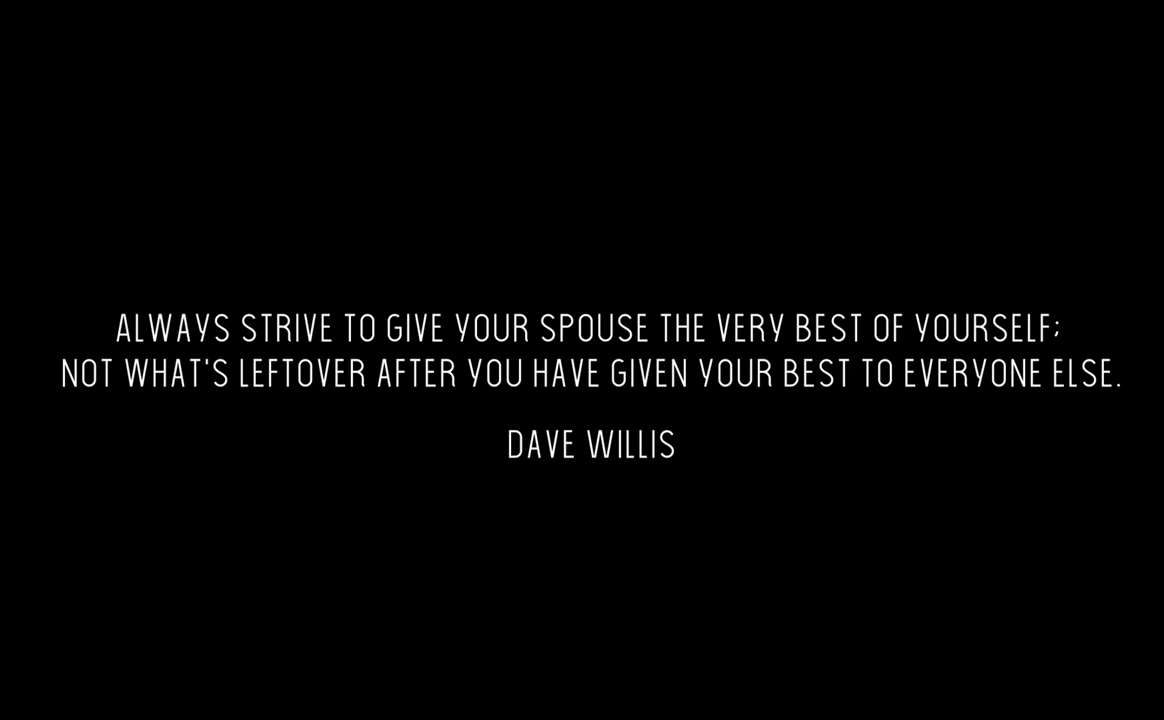 ALWAYS STRIVE TO GIVE YOUR SPOUSE THE VERY BEST OF YOURSELF;
NOT WHAT'S LEFTOVER AFTER YOU HAVE GIVEN YOUR BEST TO EVERYONE ELSE.
DAVE WILLIS